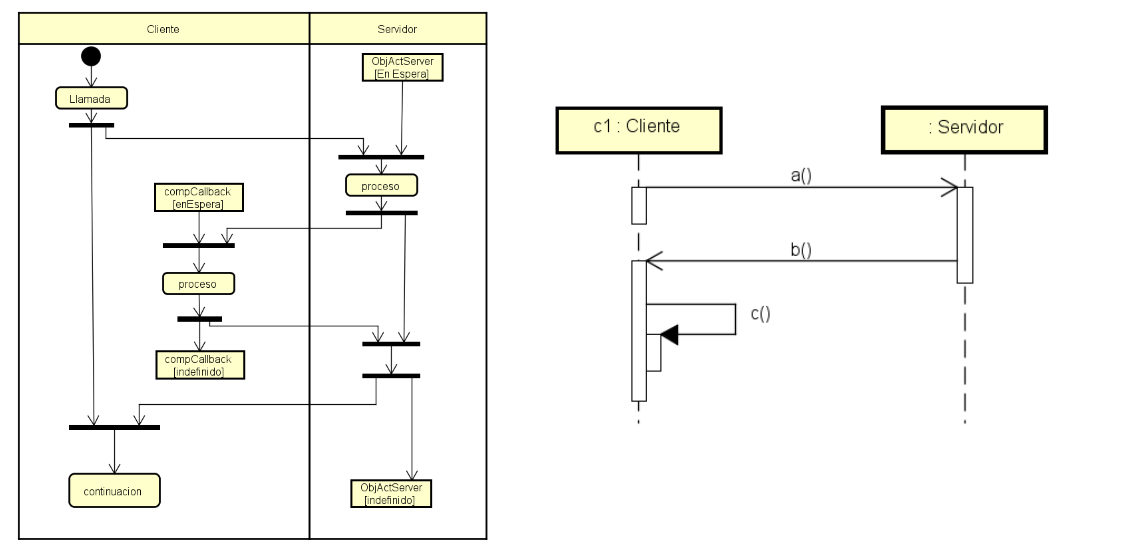 Cliente
Servidor
ObjActServer
[En Espera]
Llamada
proceso
compCallback
[enEspera]
proceso
compCallback
[indefinido]
continuacion
ObjActServer
[indefinido]
c1 : Cliente
: Servidor
a()
b()
c()